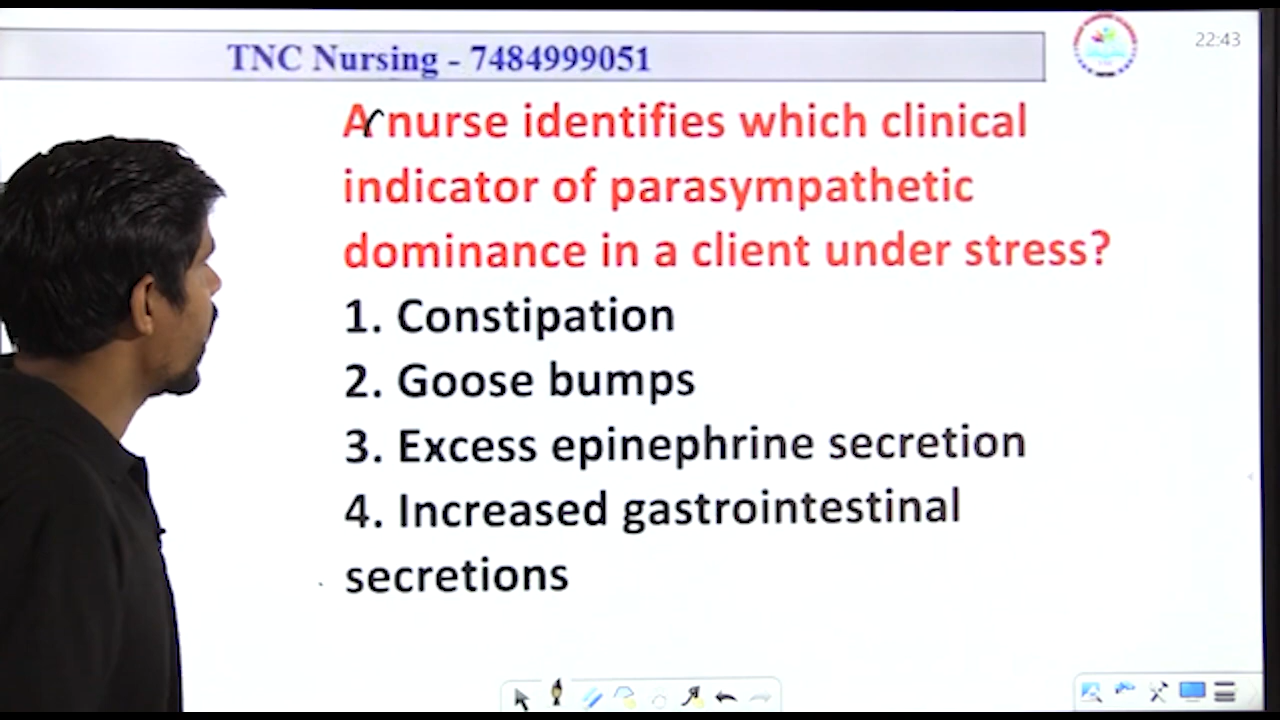 TNC Nursing - 7484999051
22:43
A nurse identifies which clinical
indicator of parasympathetic
dominance in a client under stress?
1. Constipation
2. Goose bumps
3. Excess epinephrine secretion
4. Increased gastrointestinal
secretions